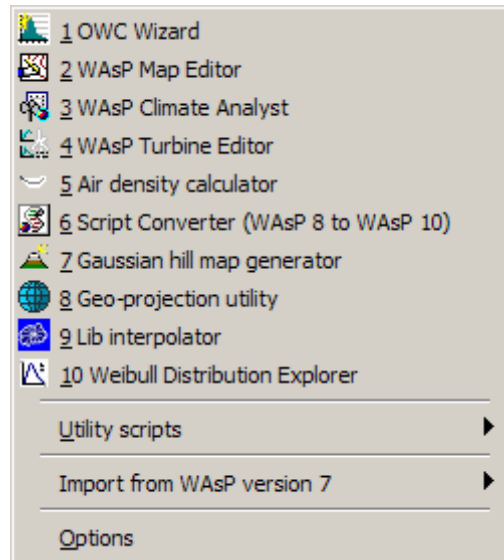 1 OWC Wizard
2 WAsP Map Editor
3 WAsP Climate Analyst
4 WAsP Turbine Editor
5 Air density calculator
6 Script Converter (WAsP 8 to WAsP 10)
7 Gaussian hill map generator
8 Geo-projection utility
9 Lib interpolator
10 Weibull Distribution Explorer
Utility scripts
Import from WAsP version 7
Options